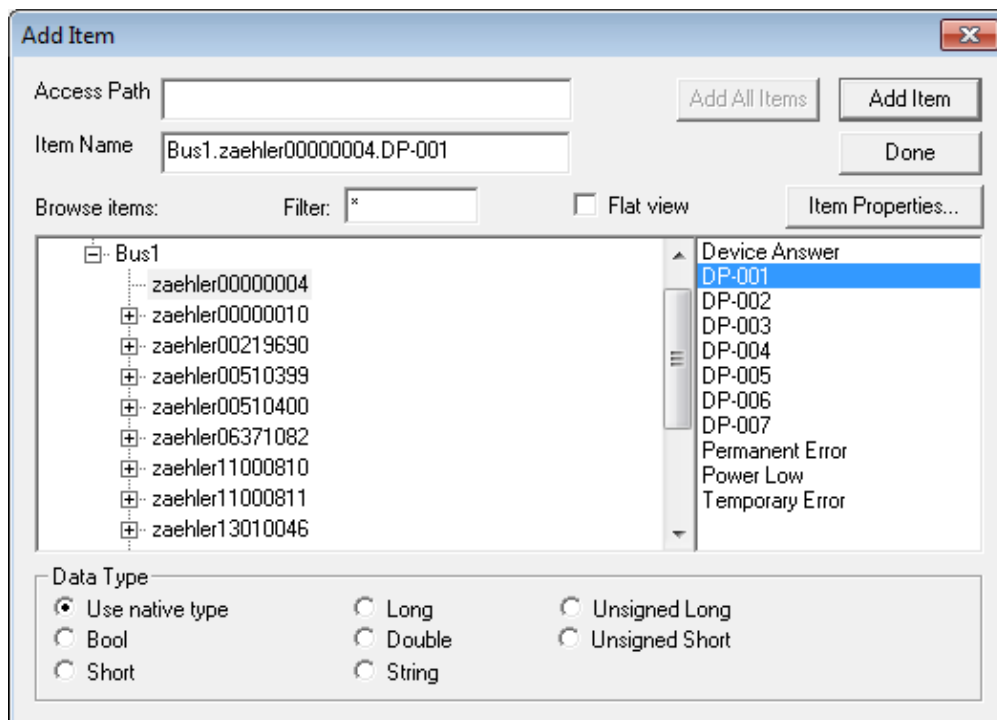 Add Item
Access Path
Add All Items
Add Item
Item Name
Bus1.zaehler00000004.DP-001
Done
Browse items:
Filter:
*
Flat view
Item Properties...
Bus1
zaehler00000004
zaehler00000010
zaehler00219690
zaehler00510399
zaehler00510400
zaehler06371082
zaehler11000810
zaehler11000811
zaehler13010046
Device Answer
DP-001
DP-002
DP-003
DP-004
DP-005
DP-006
DP-007
Permanent Error
Power Low
Temporary Error
Data Type
Use native type
Long
Unsigned Long
Bool
Double
Unsigned Short
Short
String